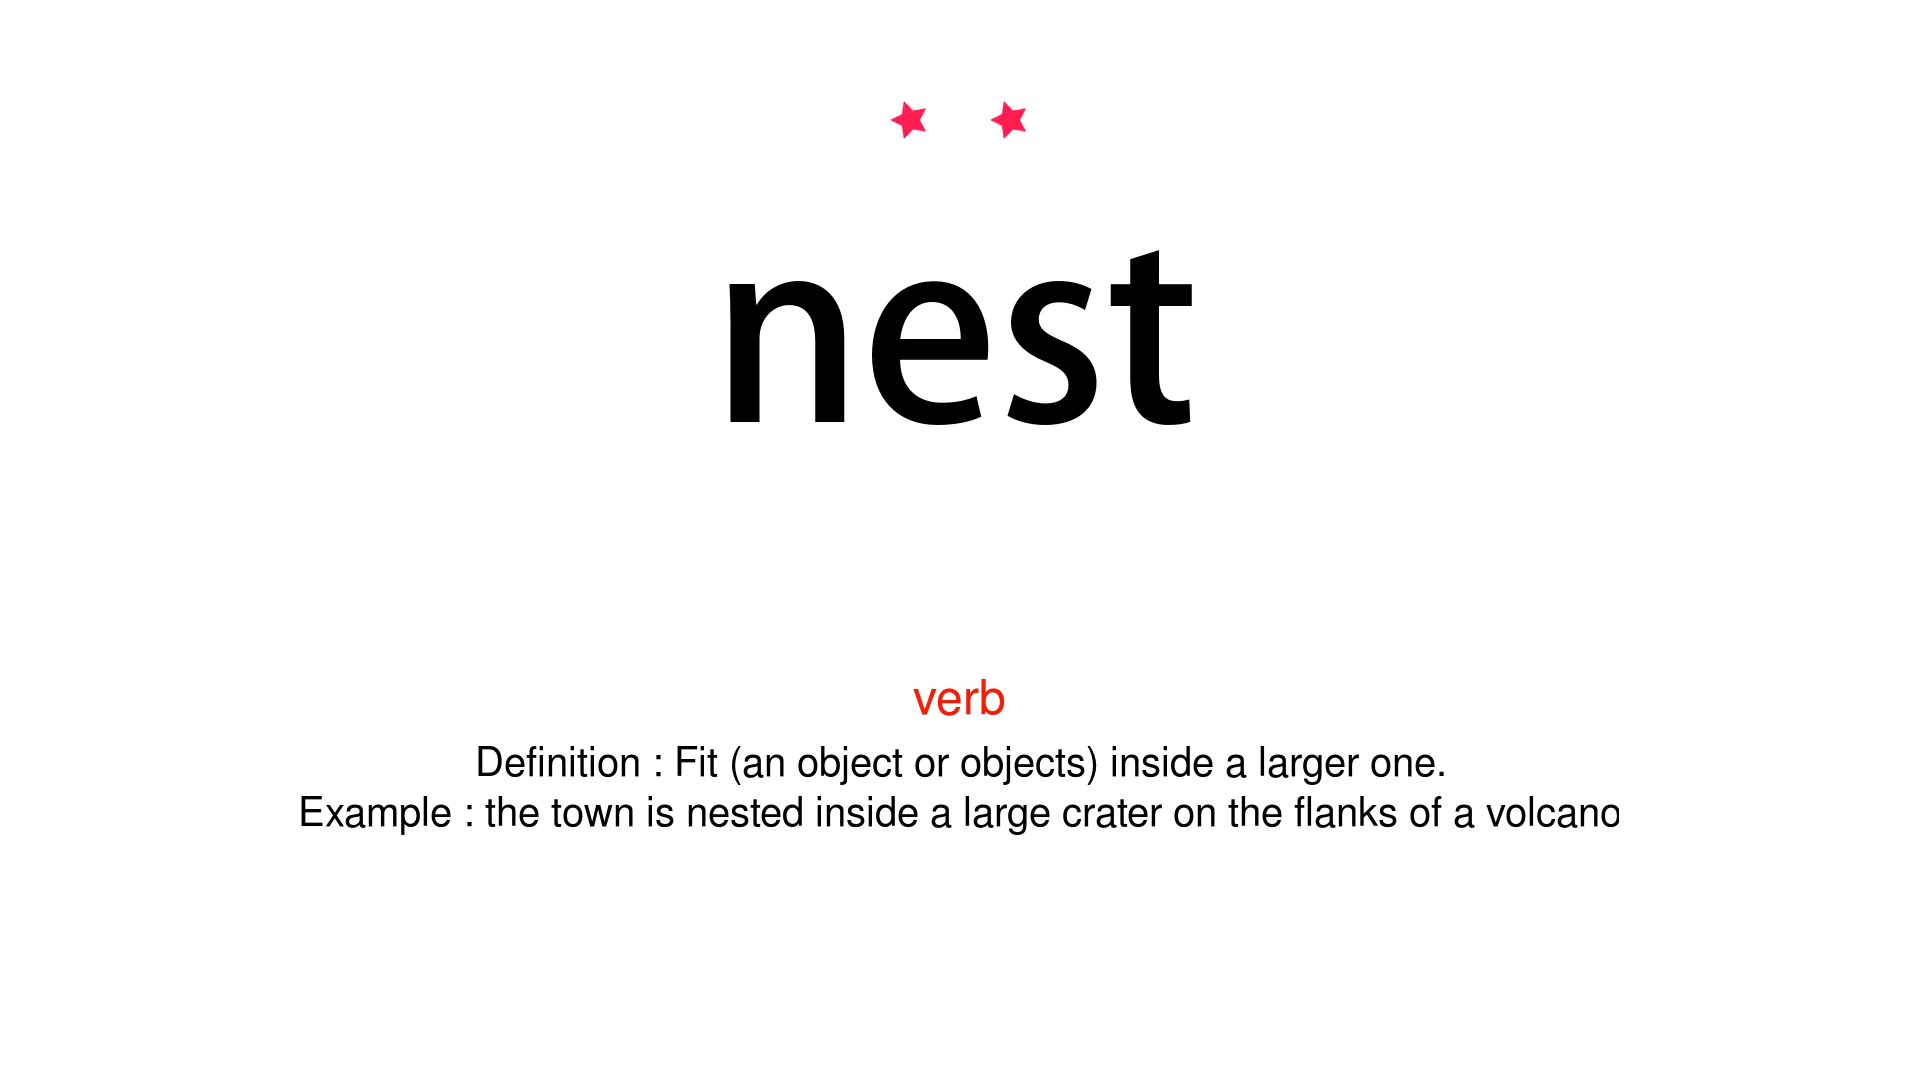 nest
verb
Definition : Fit (an object or objects) inside a larger one.
Example : the town is nested inside a large crater on the flanks of a volcano